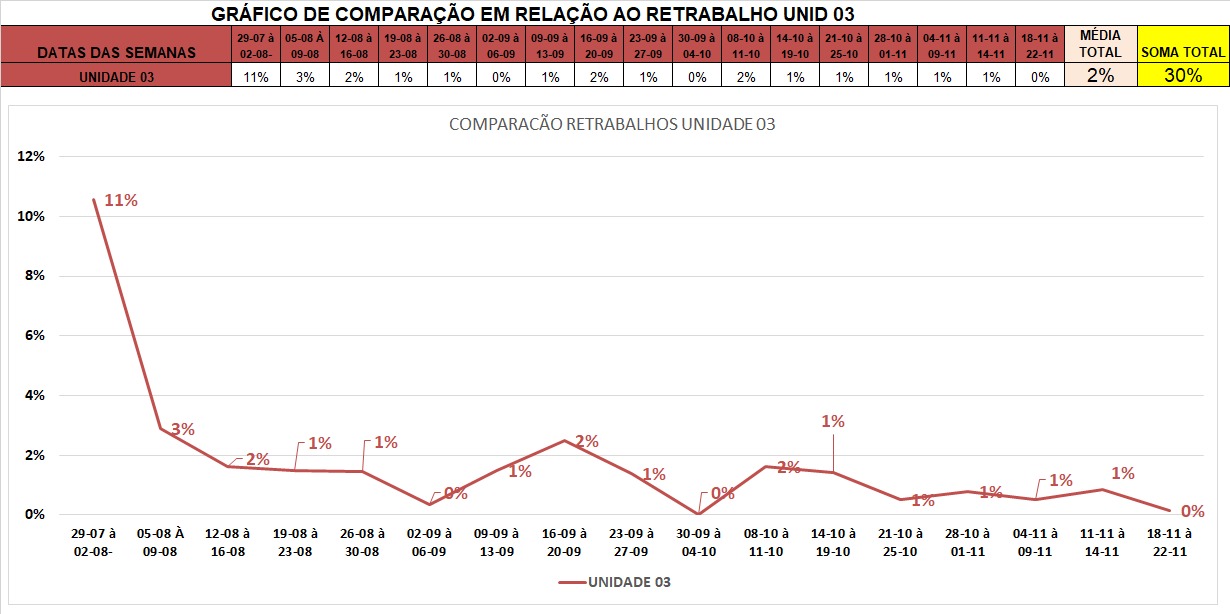 GRÁFICO DE COMPARAÇÃO EM RELAÇÃO AO RETRABALHO UNID 03
DATAS DAS SEMANAS 29-07 à 02-08- 05-08 À 09-08 12-08 à 16-08 19-08 à 23-08 26-08 à 30-08 02-09 à 06-09 09-09 à 13-09 16-09 à 20-09 23-09 à 27-09 30-09 à 04-10 08-10 à 11-10 14-10 à 19-10 21-10 à 25-10 28-10 à 01-11 04-11 à 09-11 11-11 à 14-11 18-11 à 22-11 MÉDIA TOTAL SOMA TOTAL
UNIDADE 03 11% 3% 2% 1% 1% 0% 1% 2% 1% 0% 2% 1% 1% 1% 1% 1% 0% 2% 30%
COMPARACÃO RETRABALHOS UNIDADE 03
12%
10%
8%
6%
4%
2%
0%
11% 3% 2% 1% 1% 0% 1% 2% 1% 0% 2% 1% 1% 1% 1% 1% 0%
29-07 à 05-08 À 12-08 à 19-08 à 26-08 à 02-09 à 09-09 à 16-09 à 23-09 à 30-09 à 08-10 à 14-10 à 21-10 à 28-10 à 04-11 à 11-11 à 18-11 à
02-08- 09-08 16-08 23-08 30-08 06-09 13-09 20-09 27-09 04-10 11-10 19-10 25-10 01-11 09-11 14-11 22-11
UNIDADE 03